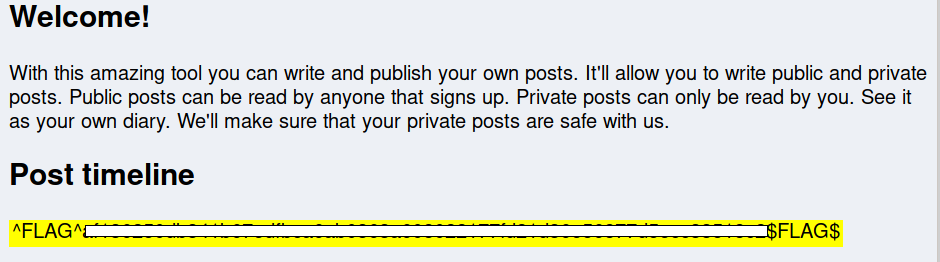 Welcome!
With this amazing tool you can write and publish your own posts. It'll allow you to write public and private
posts. Public posts can be read by anyone that signs up. Private posts can only be read by you. See it
as your own diary. We'll make sure that your private posts are safe with us.
Post timeline
^FLAG^ $FLAG$